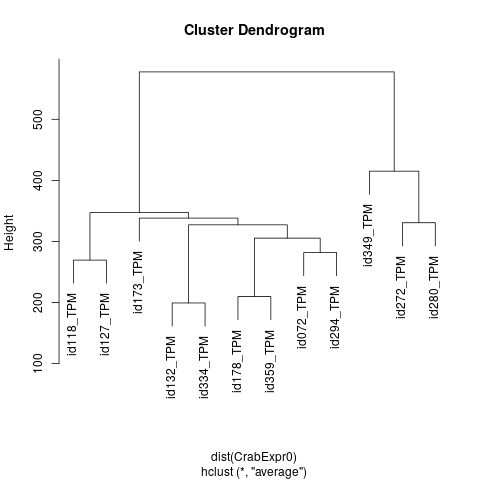 Cluster Dendrogram
Height
500
400
300
200
100
id118_TPM
id127_TPM
id173_TPM
id132_TPM
id334_TPM
id178_TPM
id359_TPM
id072_TPM
id294_TPM
id349_TPM
id272_TPM
id280_TPM
dist(CrabExpr0)
hclust (*, "average")